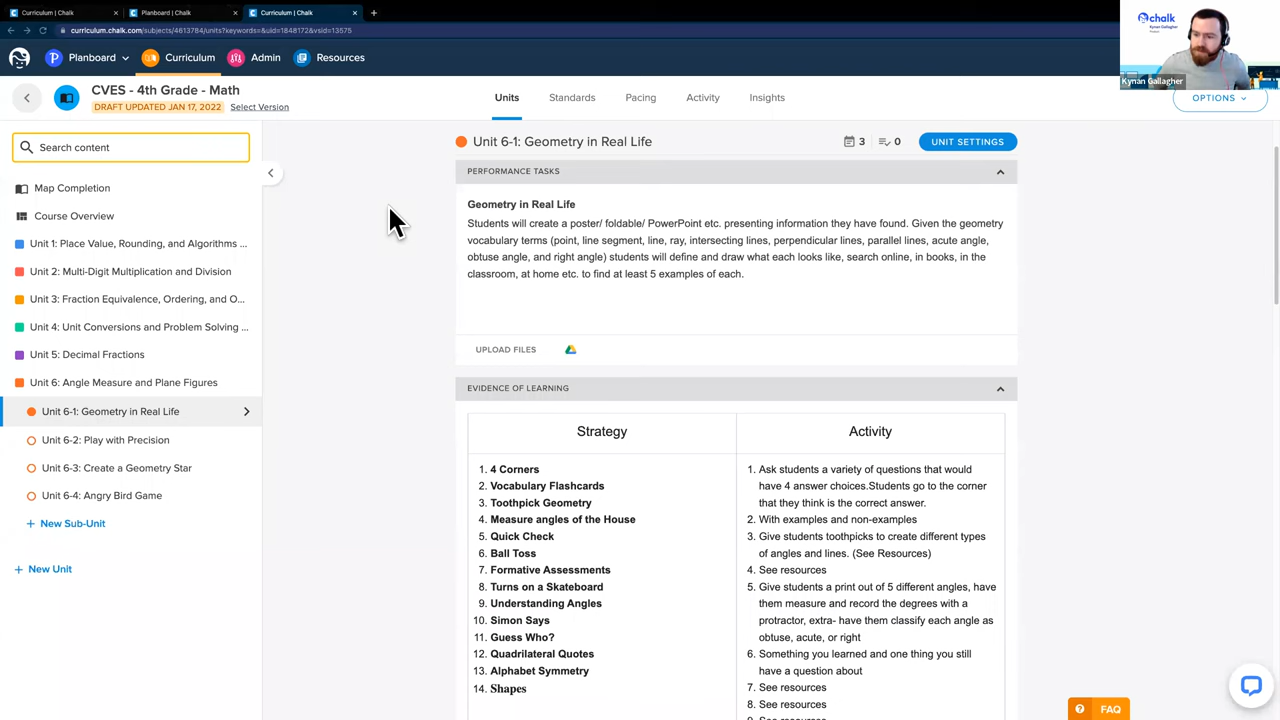 Curriculum | Chalk
Planboard | Chalk
Curriculum | Chalk
curriculum.chalk.com/subjects/4613784/units?keywords=&uid=1848172&vsid=13575
Planboard
Curriculum
Admin
Resources
chalk
Kynan Gallagher
Kynan Gallagher
CVES - 4th Grade - Math
DRAFT UPDATED JAN 17, 2022 Select Version
Units
Standards
Pacing
Activity
Insights
OPTIONS
Search content
Map Completion
Course Overview
Unit 1: Place Value, Rounding, and Algorithms ...
Unit 2: Multi-Digit Multiplication and Division
Unit 3: Fraction Equivalence, Ordering, and O...
Unit 4: Unit Conversions and Problem Solving ...
Unit 5: Decimal Fractions
Unit 6: Angle Measure and Plane Figures
Unit 6-1: Geometry in Real Life
Unit 6-2: Play with Precision
Unit 6-3: Create a Geometry Star
Unit 6-4: Angry Bird Game
+ New Sub-Unit
+ New Unit
Unit 6-1: Geometry in Real Life
3
0
UNIT SETTINGS
PERFORMANCE TASKS
Geometry in Real Life
Students will create a poster/ foldable/ PowerPoint etc. presenting information they have found. Given the geometry
vocabulary terms (point, line segment, line, ray, intersecting lines, perpendicular lines, parallel lines, acute angle,
obtuse angle, and right angle) students will define and draw what each looks like, search online, in books, in the
classroom, at home etc. to find at least 5 examples of each.
UPLOAD FILES
EVIDENCE OF LEARNING
Strategy
1. 4 Corners
2. Vocabulary Flashcards
3. Toothpick Geometry
4. Measure angles of the House
5. Quick Check
6. Ball Toss
7. Formative Assessments
8. Turns on a Skateboard
9. Understanding Angles
10. Simon Says
11. Guess Who?
12. Quadrilateral Quotes
13. Alphabet Symmetry
14. Shapes
Activity
1. Ask students a variety of questions that would
have 4 answer choices.Students go to the corner
that they think is the correct answer.
2. With examples and non-examples
3. Give students toothpicks to create different types
of angles and lines. (See Resources)
4. See resources
5. Give students a print out of 5 different angles, have
them measure and record the degrees with a
protractor, extra- have them classify each angle as
obtuse, acute, or right
6. Something you learned and one thing you still
have a question about
7. See resources
8. See resources
? FAQ